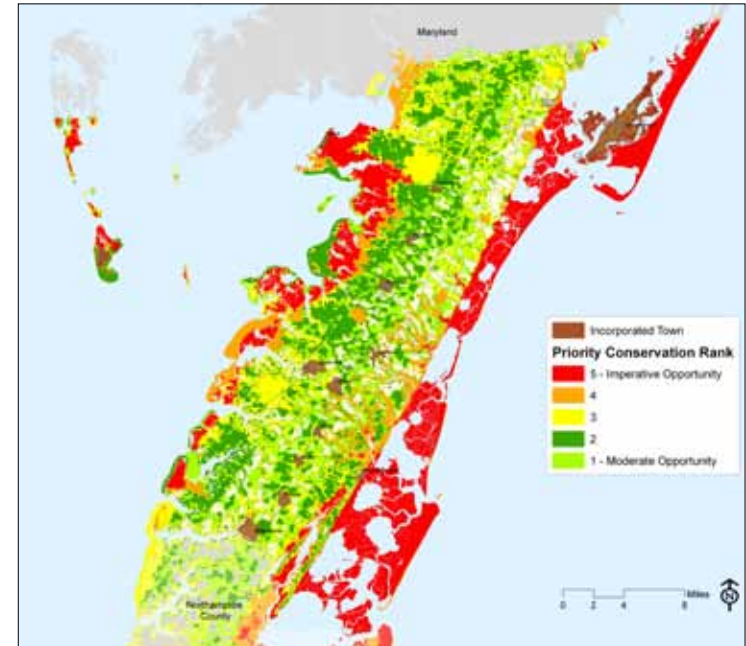 Maryland
Incorporated Town
Priority Conservation Rank
5 - Imperative Opportunity
4
3
2
1 - Moderate Opportunity
Miles
0 2 4 8
N
Northampton
County